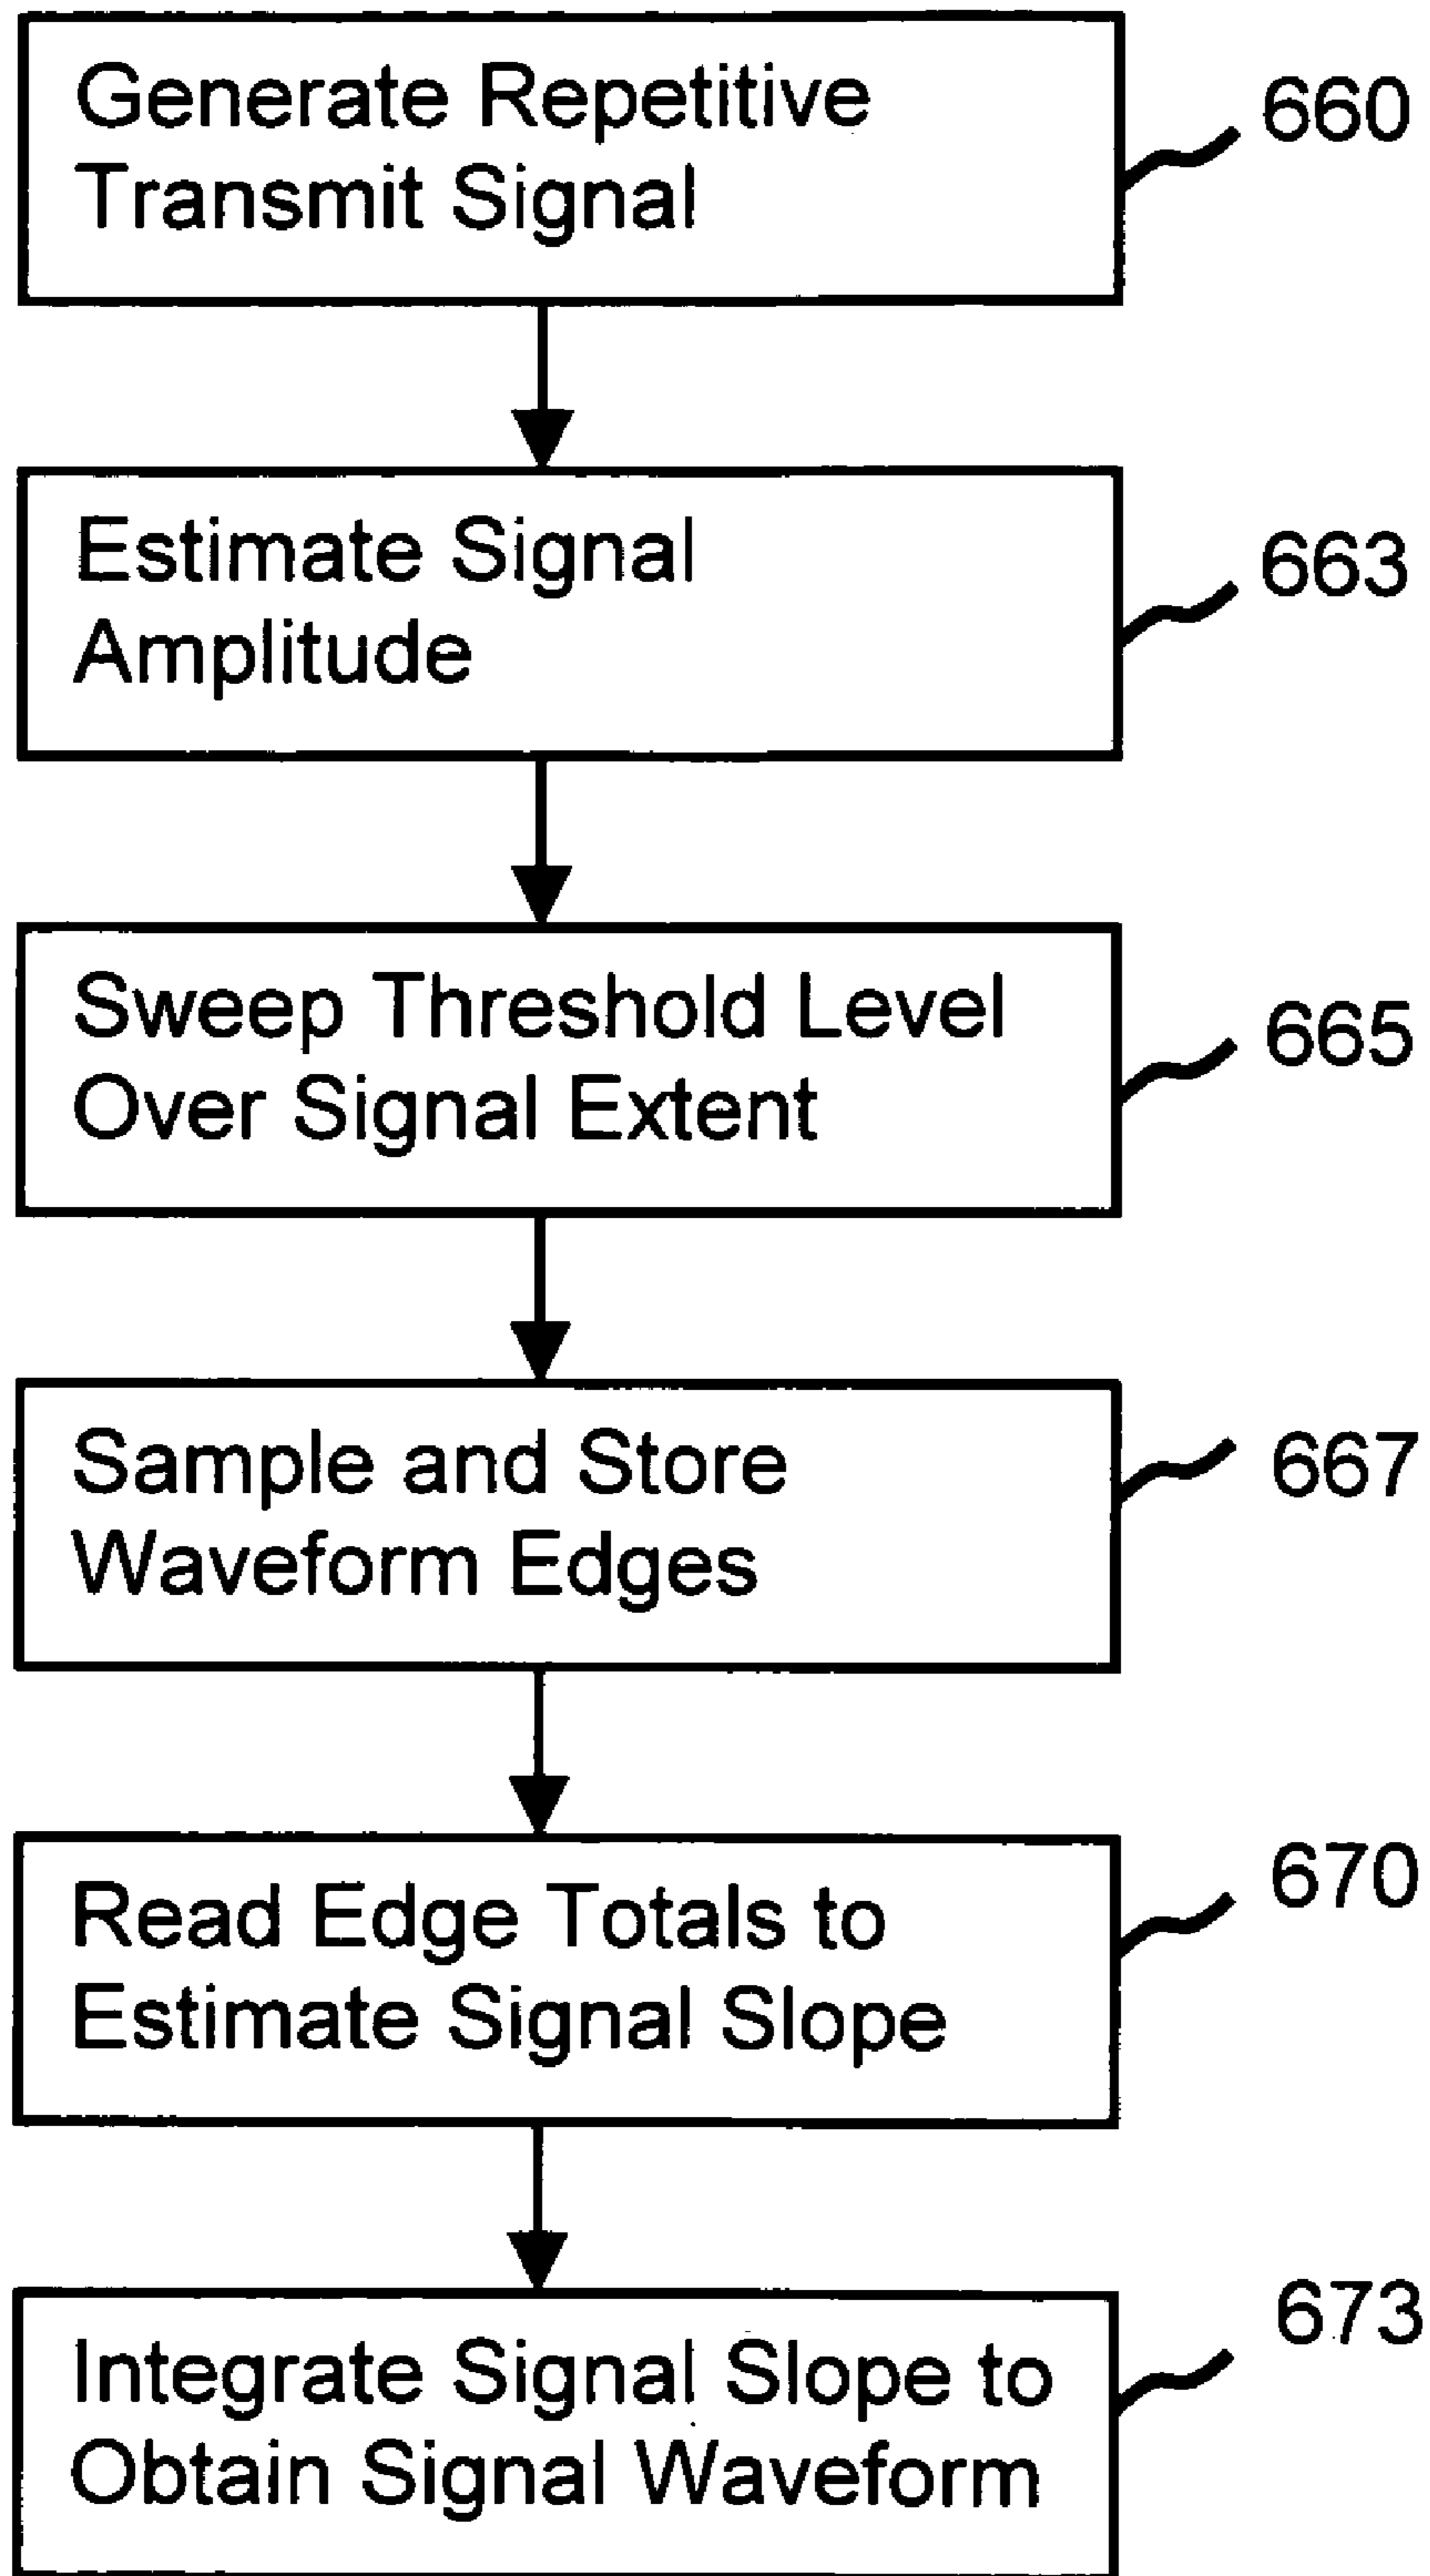 Generate Repetitive
Transmit Signal
660
Estimate Signal
Amplitude
663
Sweep Threshold Level
Over Signal Extent
665
Sample and Store
Waveform Edges
667
Read Edge Totals to
Estimate Signal Slope
670
Integrate Signal Slope to
Obtain Signal Waveform
673